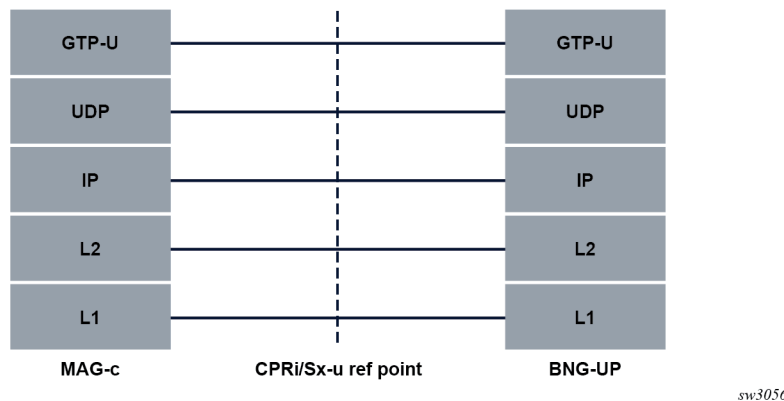 GTP-U GTP-U
UDP UDP
IP IP
L2 L2
L1 L1
MAG-c CPRi/Sx-u ref point BNG-UP